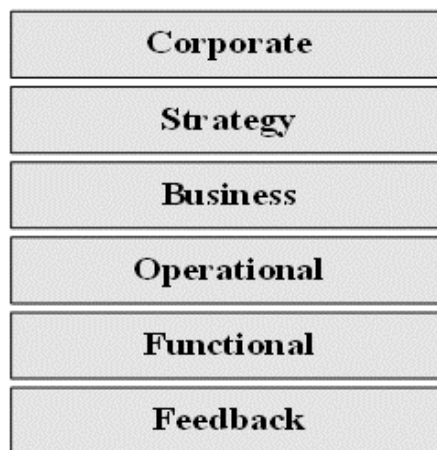 Corporate
Strategy
Business
Operational
Functional
Feedback